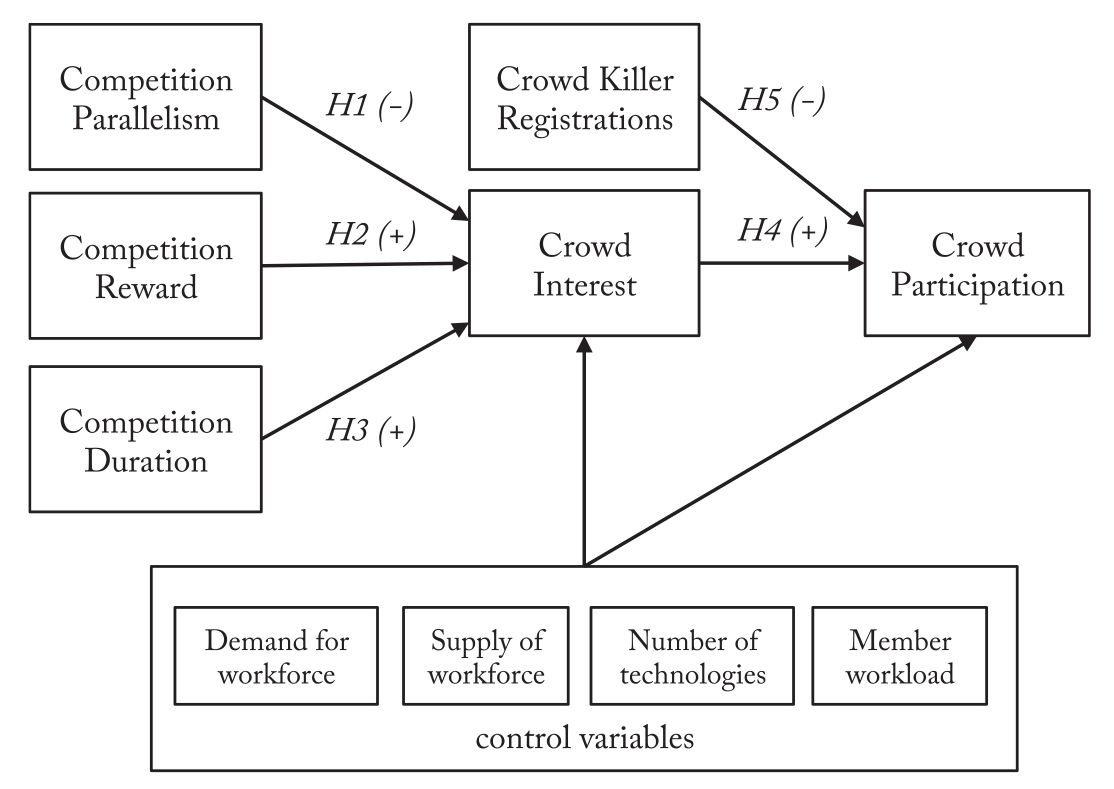 Competition
Parallelism
H1 (–)
Crowd Killer
Registrations
H5 (–)
Competition
Reward
H2 (+)
Crowd
Interest
H4 (+)
Crowd
Participation
Competition
Duration
H3 (+)
Demand for
workforce
Supply of
workforce
Number of
technologies
Member
workload
control variables